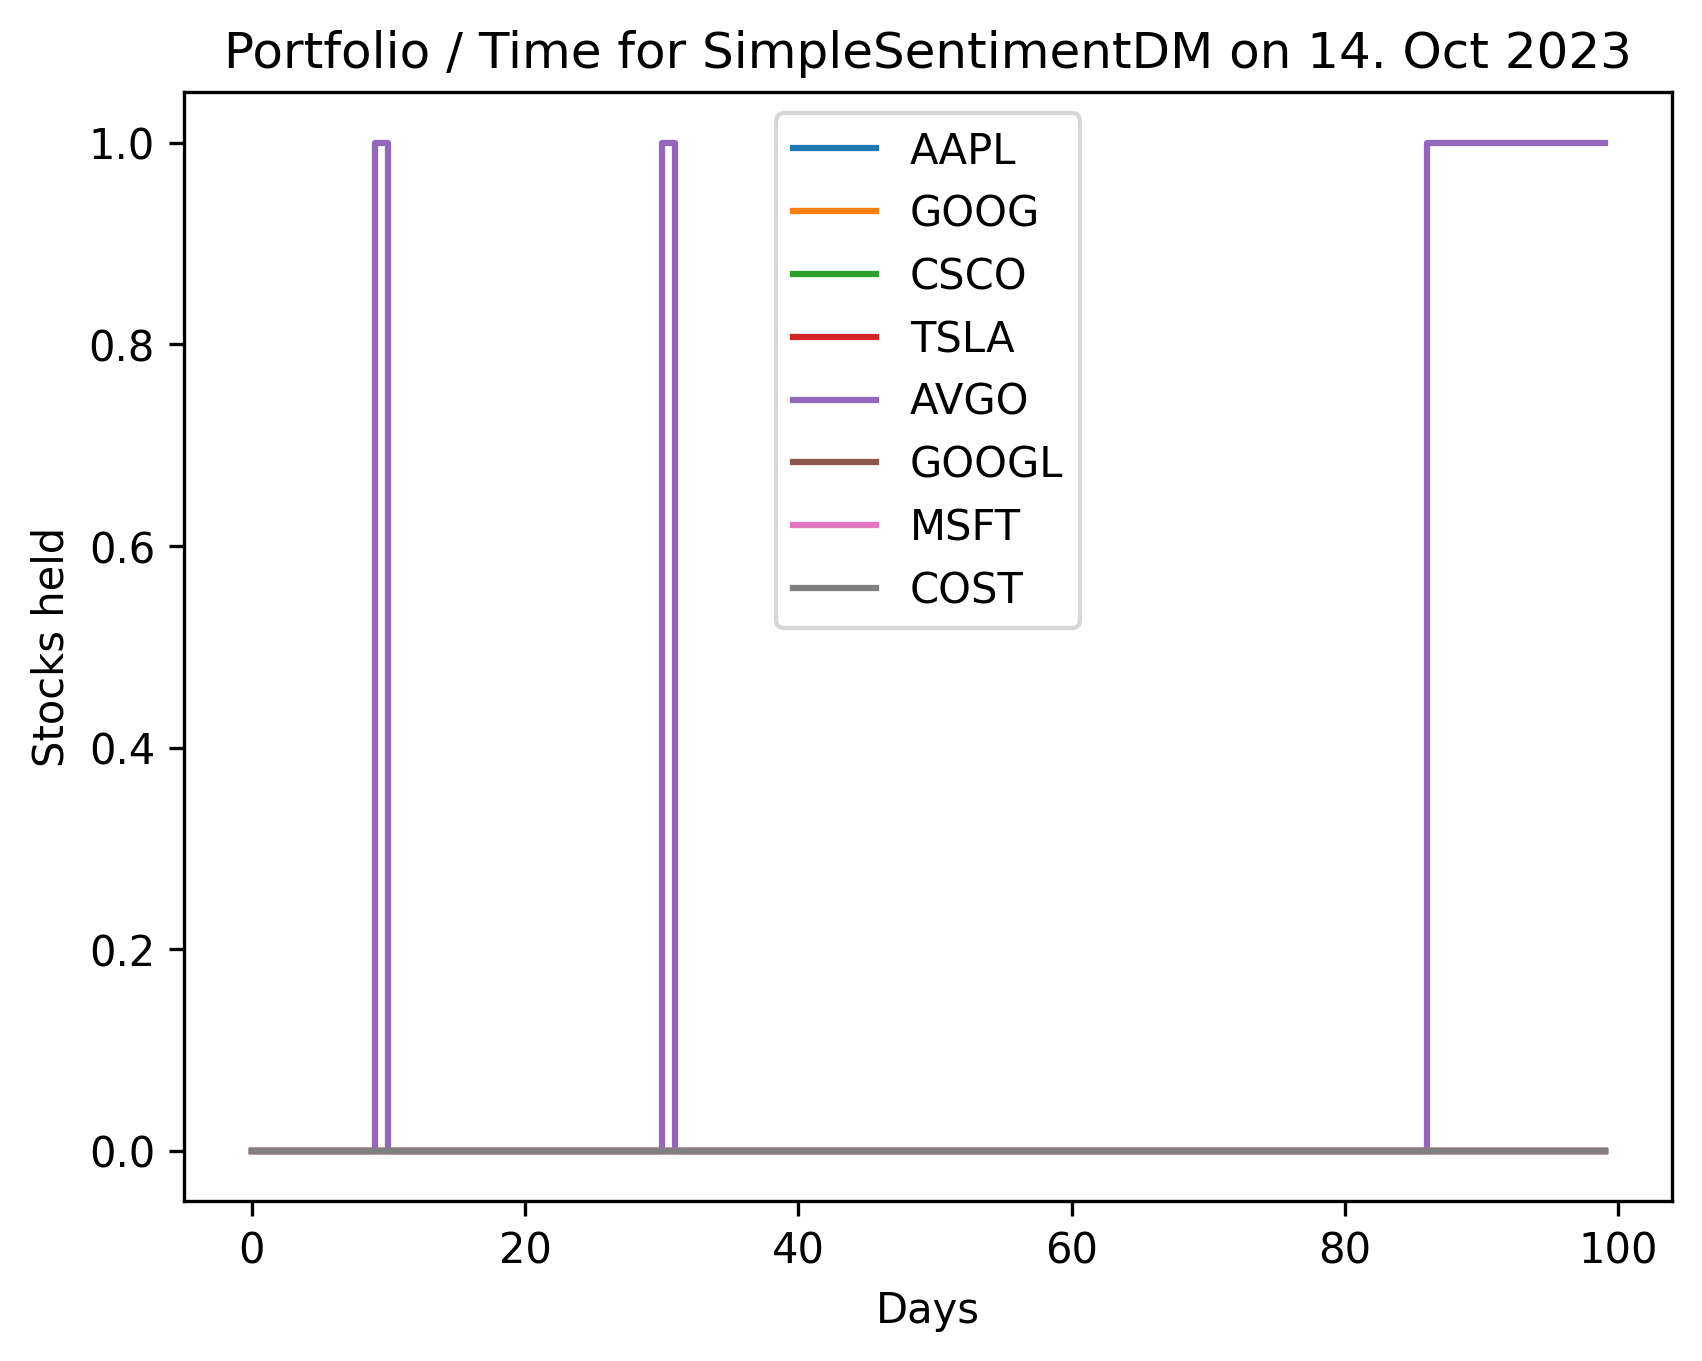 Portfolio / Time for SimpleSentimentDM on 14. Oct 2023
1.0
0.8
0.6
0.4
0.2
0.0
Stocks held
AAPL
GOOG
CSCO
TSLA
AVGO
GOOGL
MSFT
COST
0 20 40 60 80 100
Days